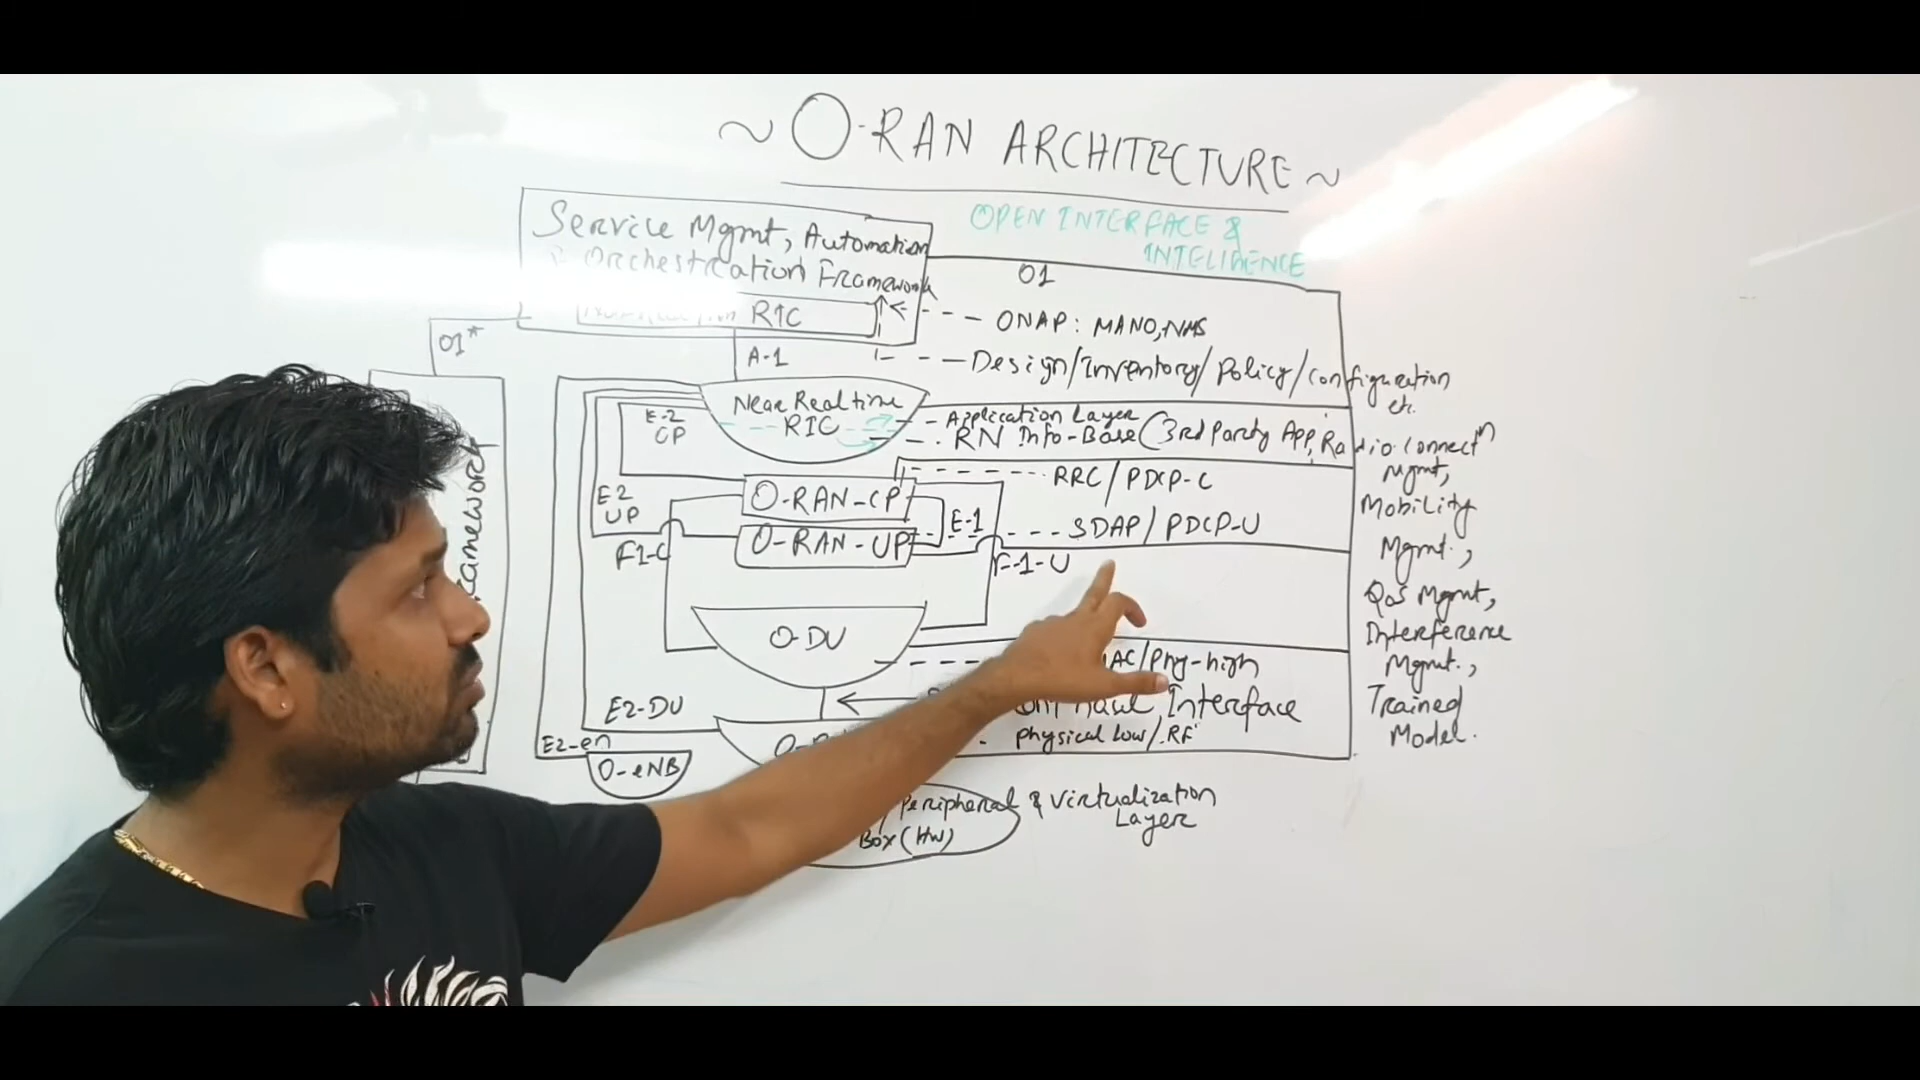 ~ O-RAN ARCHITECTURE ~
OPEN INTERFACE &
INTELIGENCE
Service Mgmt, Automation
& Orchestration Framework
RIC
O1
O1*
A-1
ONAP: MANO,NMS
Design/Inventory/Policy/configuration
etc.
Near Realtime
RIC
E-2
CP
Application Layer
RN Info-Base (3rd Party App, Radio connectn
Mgmt,
Mobility
Mgmt.,
QoS Mgmt,
Interference
Mgmt.,
Trained
Model.
O-RAN-CP
RRC/PDCP-C
E2
UP
E-1
O-RAN-UP
SDAP/PDCP-U
F1-C
F-1-U
O-DU
MAC/Phy-high
E2-DU
Interface
physical low/RF
E2-en
O-eNB
Peripheral & Virtualization
Layer
Box(HW)